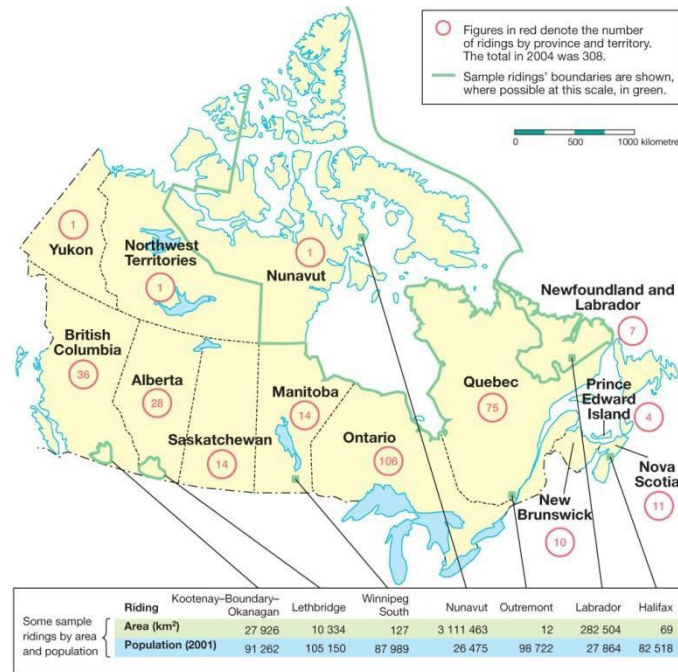 Figures in red denote the number
of ridings by province and territory.
The total in 2004 was 308.
Sample ridings' boundaries are shown,
where possible at this scale, in green.
0 500 1000 kilometre
1
Yukon
Northwest
Territories
1
1
Nunavut
Newfoundland and
Labrador
7
British
Columbia
36
Alberta
28
Saskatchewan
14
Manitoba
14
Ontario
106
Quebec
75
Prince
Edward
Island
4
Nova
Scotia
11
New
Brunswick
10
Some sample
ridings by area
and population
Riding Kootenay–Boundary–Okanagan Lethbridge Winnipeg South Nunavut Outremont Labrador Halifax
Area (km²) 27 926 10 334 127 3 111 463 12 282 504 69
Population (2001) 91 262 105 150 87 989 26 475 98 722 27 864 82 518